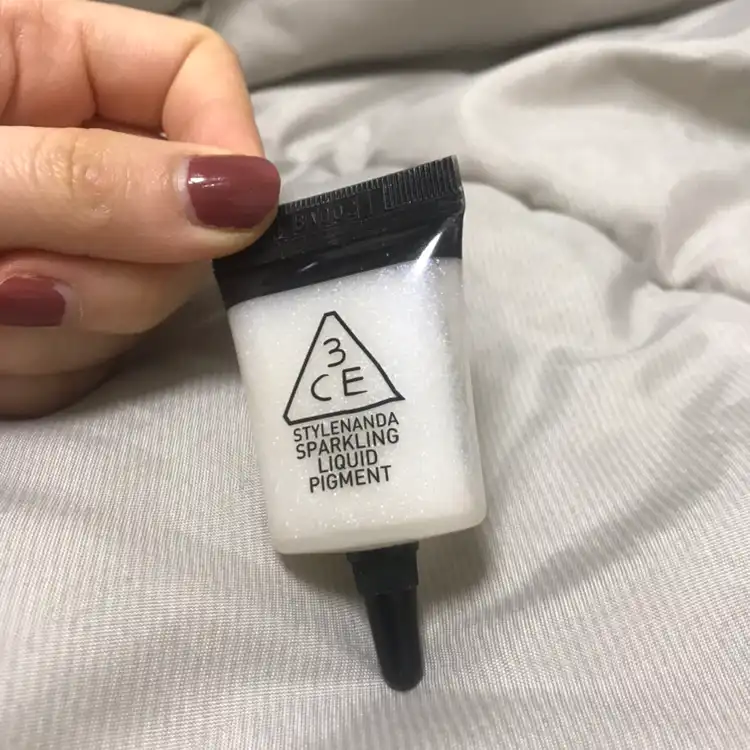 3
CE
STYLENANDA
SPARKLING
LIQUID
PIGMENT